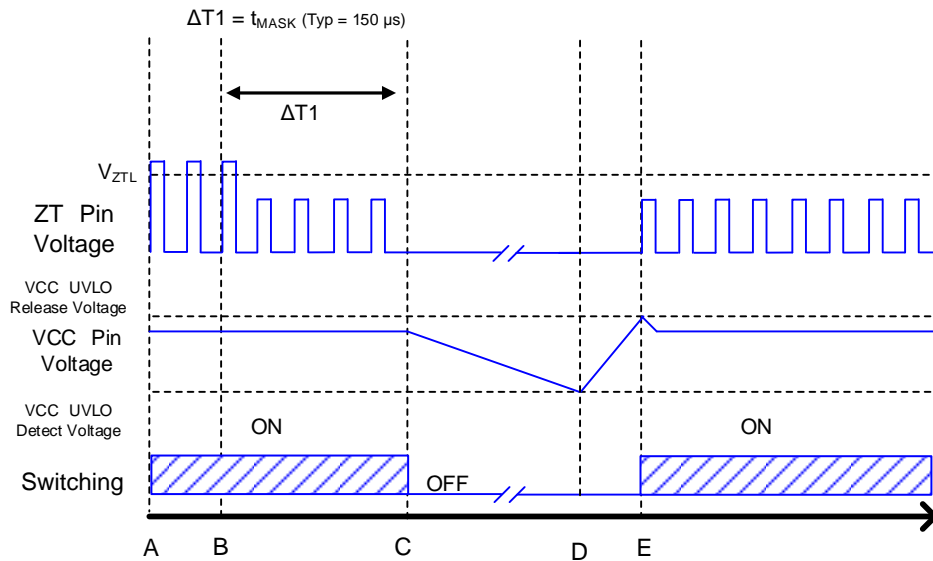 ΔT1 = tMASK (Typ = 150 µs)
ΔT1
VZTL
ZT Pin
Voltage
VCC UVLO
Release Voltage
VCC Pin
Voltage
VCC UVLO
Detect Voltage
ON
ON
Switching
OFF
A
B
C
D
E